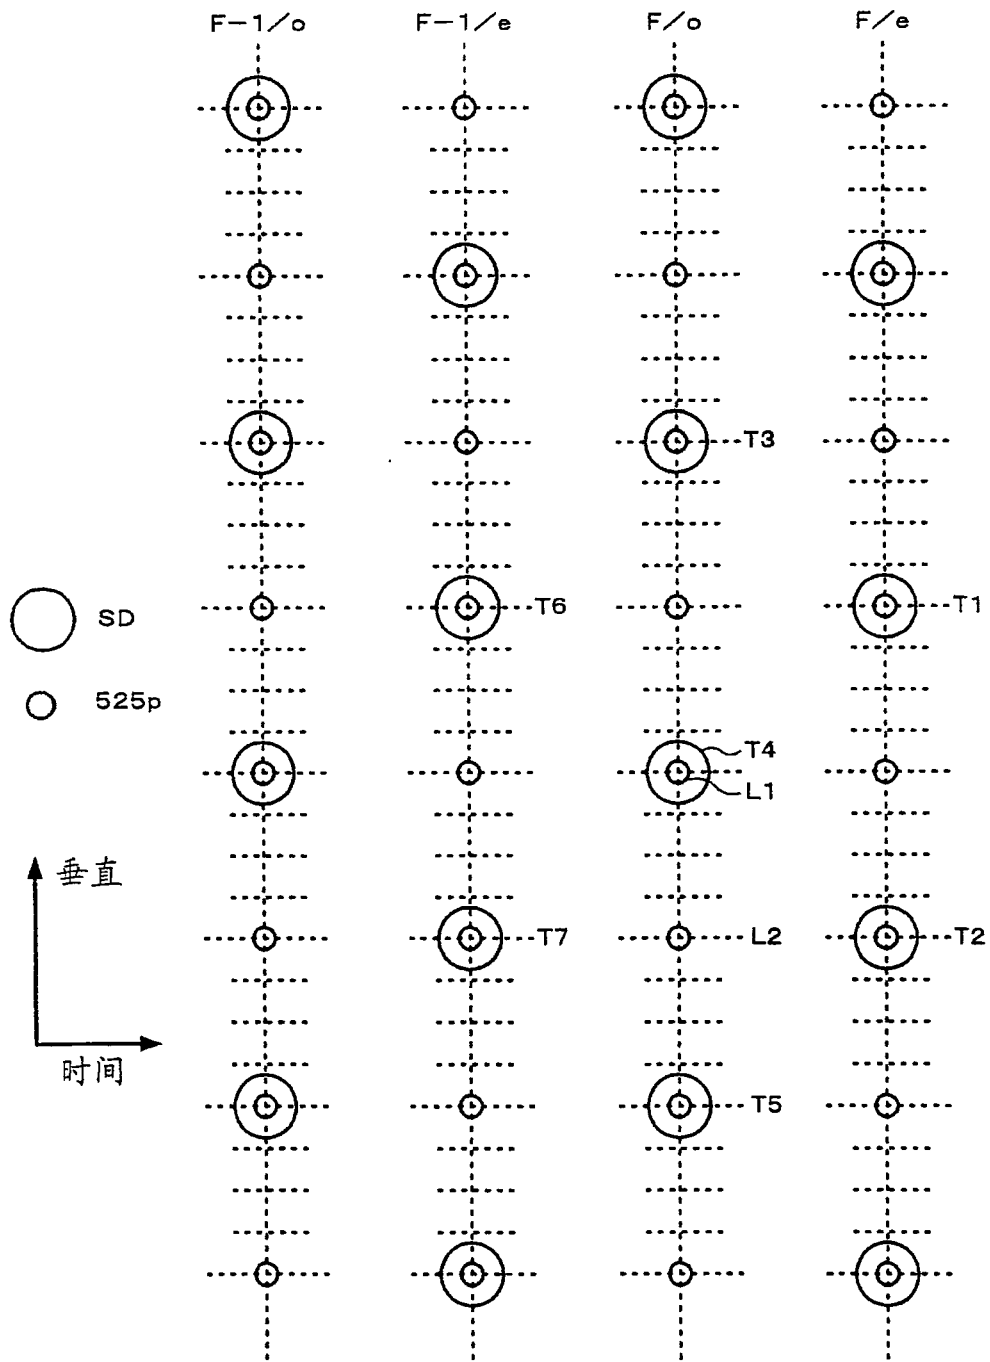 F-1/o F-1/e F/o F/e
T3
T6 T1
SD
525p
T4
L1
垂直
T7 L2 T2
时间
T5